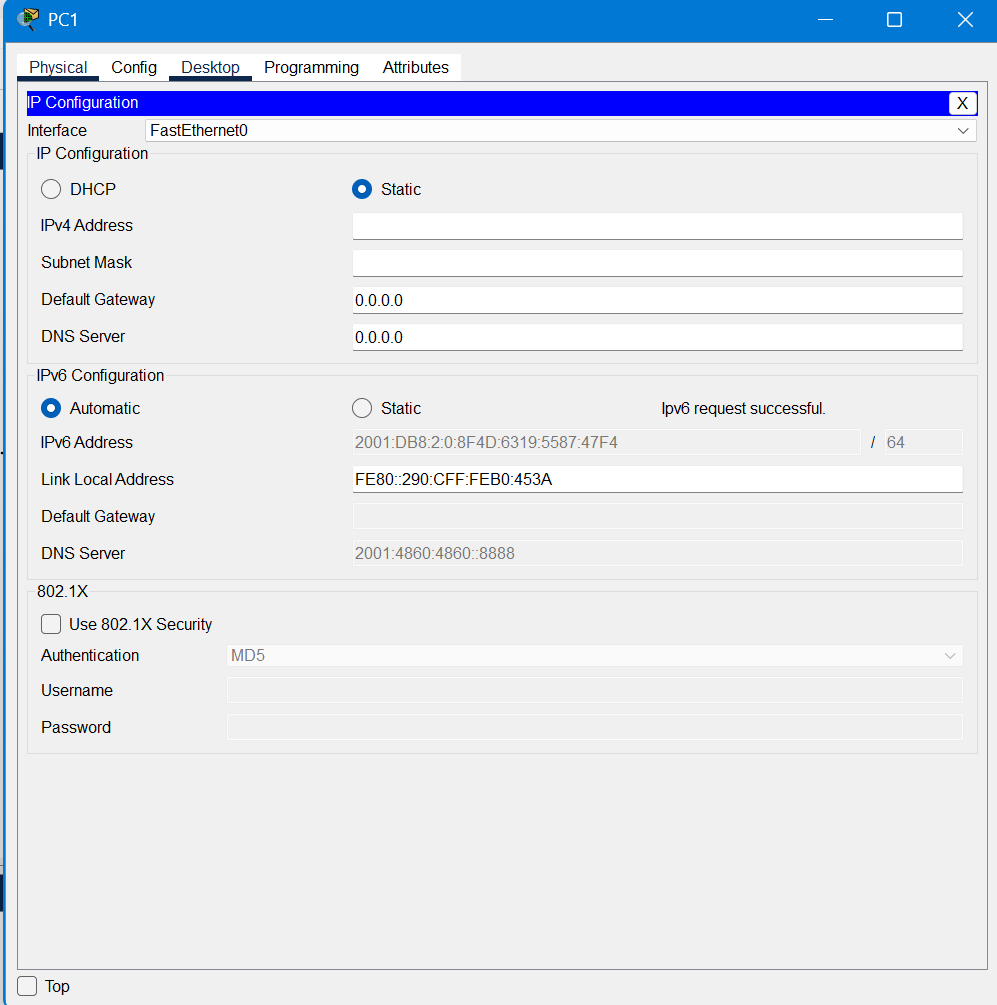 PC1
Physical Config Desktop Programming Attributes
IP Configuration X
Interface FastEthernet0
IP Configuration
DHCP Static
IPv4 Address
Subnet Mask
Default Gateway 0.0.0.0
DNS Server 0.0.0.0
IPv6 Configuration
Automatic Static Ipv6 request successful.
IPv6 Address 2001:DB8:2:0:8F4D:6319:5587:47F4 / 64
Link Local Address FE80::290:CFF:FEB0:453A
Default Gateway
DNS Server 2001:4860:4860::8888
802.1X
Use 802.1X Security
Authentication MD5
Username
Password
Top